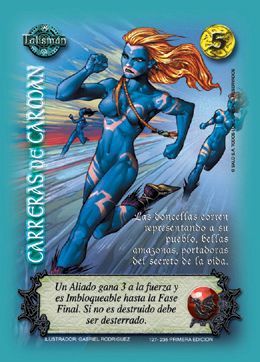 Talismán
5
CARRERAS DE CARMAN
Las doncellas corren
representando a su
pueblo, bellas
amazonas, portadoras
del secreto de la vida.
Un Aliado gana 3 a la fuerza y
es Imbloqueable hasta la Fase
Final. Si no es destruido debe
ser desterrado.
ILUSTRADOR: GABRIEL RODRIGUEZ
127- 236 PRIMERA EDICION